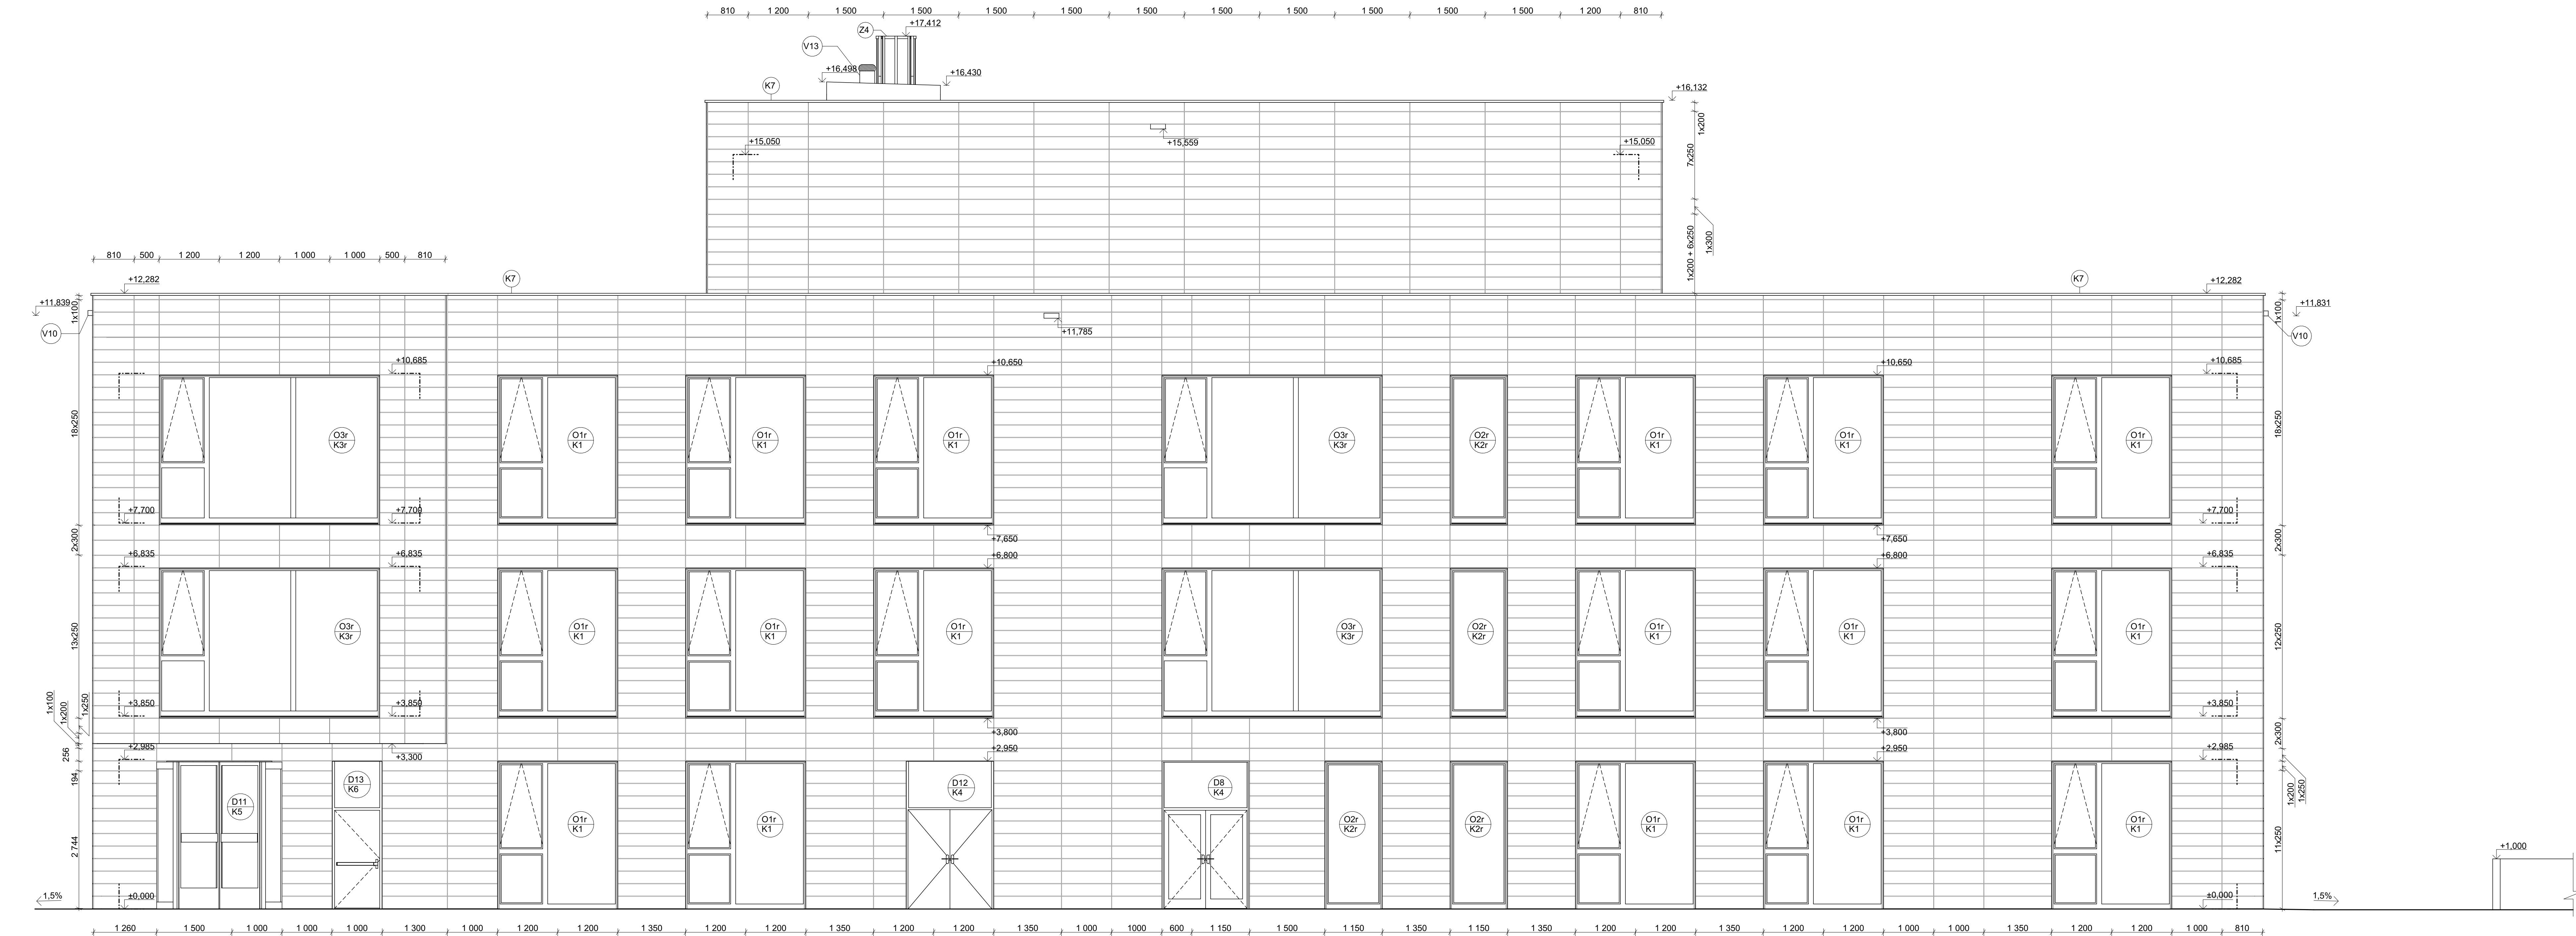 810 1 200 1 500 1 500 1 500 1 500 1 500 1 500 1 500 1 500 1 500 1 500 1 200 810
Z4
+17,412
V13
+16,498
+16,430
K7
+16,132
1x200
+15,559
+15,050
+15,050
7x250
1x300
1x200 + 6x250
810 500 1 200 1 200 1 000 1 000 500 810
+12,282
K7
K7
+12,282
+11,839
1x100
V10
+11,785
+11,831
1x100
V10
+10,685
+10,650
+10,650
+10,685
18x250
O3r
K3r
O1r
K1
O1r
K1
O1r
K1
O3r
K3r
O2r
K2r
O1r
K1
O1r
K1
O1r
K1
18x250
+7,700
+7,700
+7,700
2x300
+7,650
+7,650
2x300
+6,835
+6,835
+6,800
+6,800
+6,835
13x250
O3r
K3r
O1r
K1
O1r
K1
O1r
K1
O3r
K3r
O2r
K2r
O1r
K1
O1r
K1
O1r
K1
12x250
1x100
1x200
1x250
+3,850
+3,850
+3,850
+3,800
+3,800
2x300
+2,985
+3,300
+2,950
+2,950
+2,985
256
194
1x200
1x250
D11
K5
D13
K6
O1r
K1
O1r
K1
D12
K4
D8
K4
O2r
K2r
O2r
K2r
O1r
K1
O1r
K1
O1r
K1
2 744
11x250
+1,000
1,5%
±0,000
±0,000
1,5%
1 260 1 500 1 000 1 000 1 000 1 300 1 000 1 200 1 200 1 350 1 200 1 200 1 350 1 200 1 200 1 350 1 000 1000 600 1 150 1 500 1 150 1 350 1 150 1 350 1 200 1 200 1 350 1 200 1 200 1 000 1 000 1 350 1 200 1 200 1 000 810